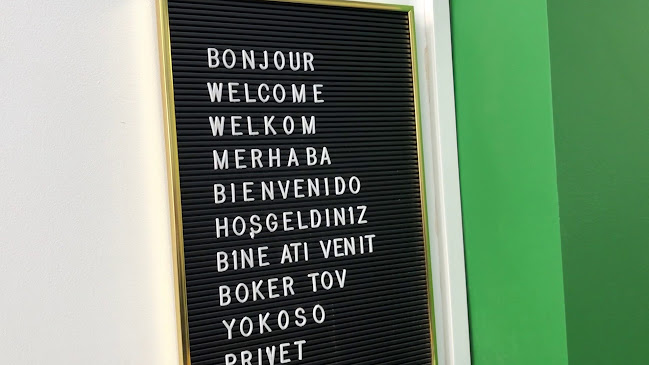 BONJOUR
WELCOME
WELKOM
MERHABA
BIENVENIDO
HOŞGELDINIZ
BINE ATI VENIT
BOKER TOV
YOKOSO
PRIVET